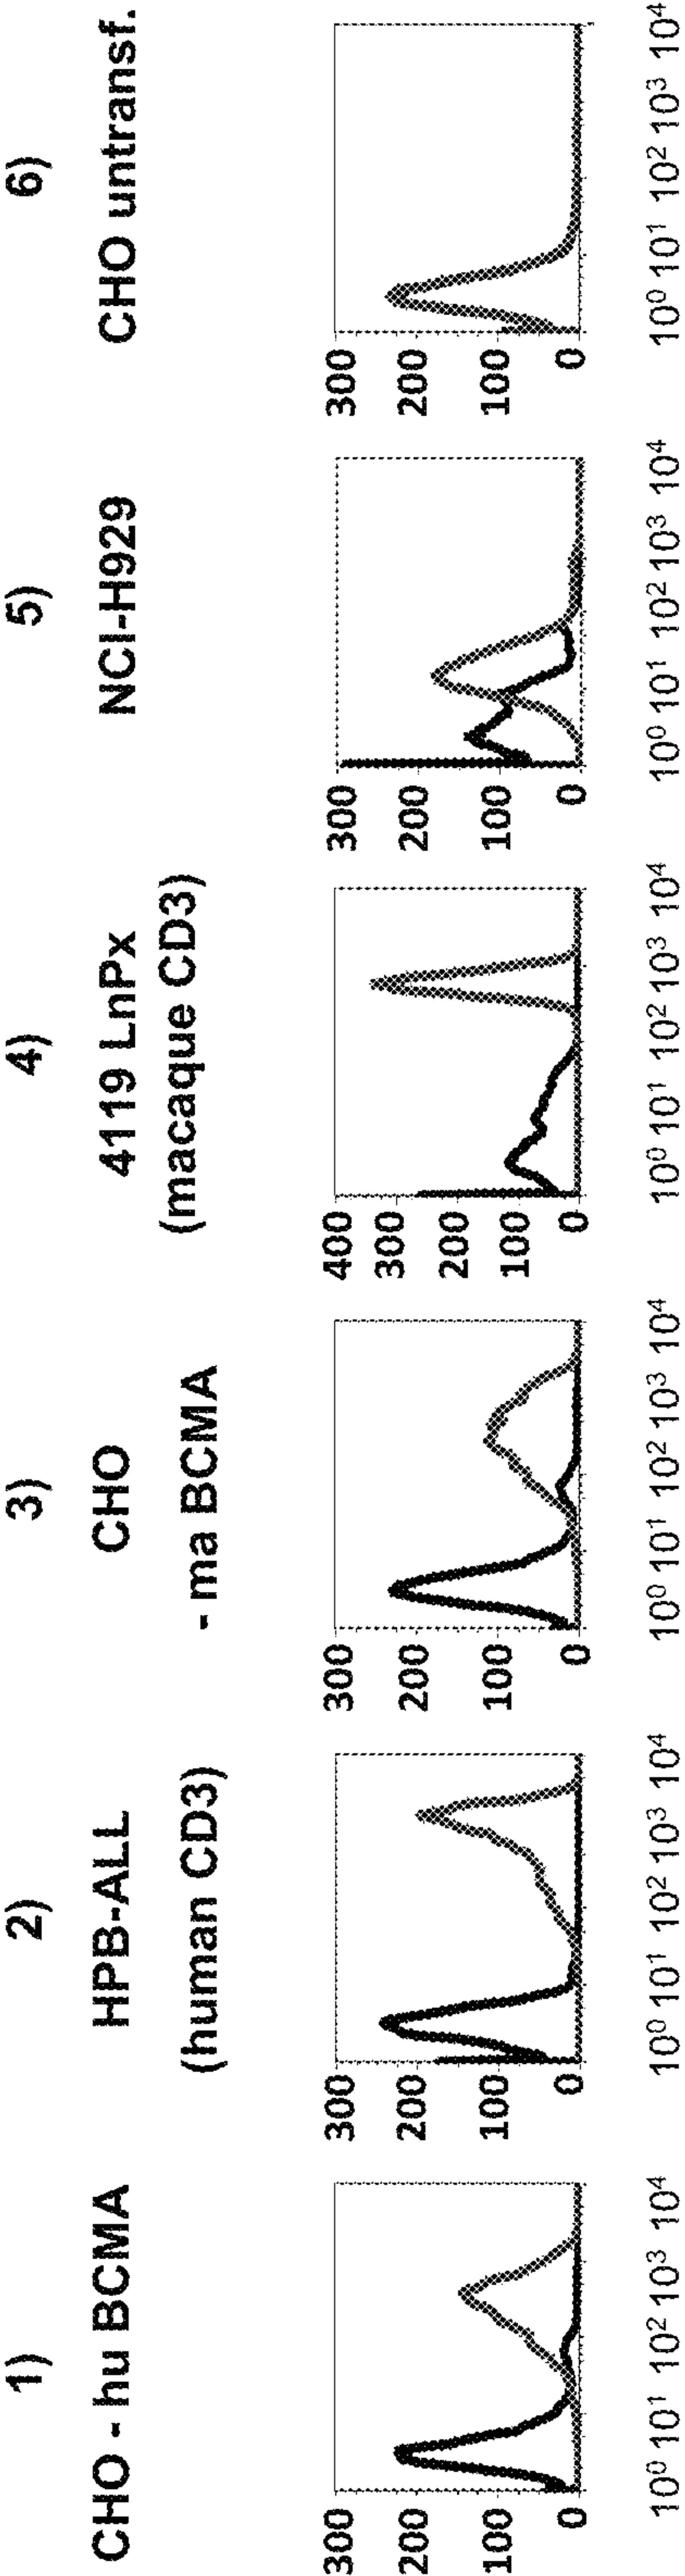 1)
CHO - hu BCMA
300
200
100
0
10⁰ 10¹ 10² 10³ 10⁴
2)
HPB-ALL
(human CD3)
300
200
100
0
10⁰ 10¹ 10² 10³ 10⁴
3)
CHO
- ma BCMA
300
200
100
0
10⁰ 10¹ 10² 10³ 10⁴
4)
4119 LnPx
(macaque CD3)
400
300
200
100
0
10⁰ 10¹ 10² 10³ 10⁴
5)
NCI-H929
300
200
100
0
10⁰ 10¹ 10² 10³ 10⁴
6)
CHO untransf.
300
200
100
0
10⁰ 10¹ 10² 10³ 10⁴